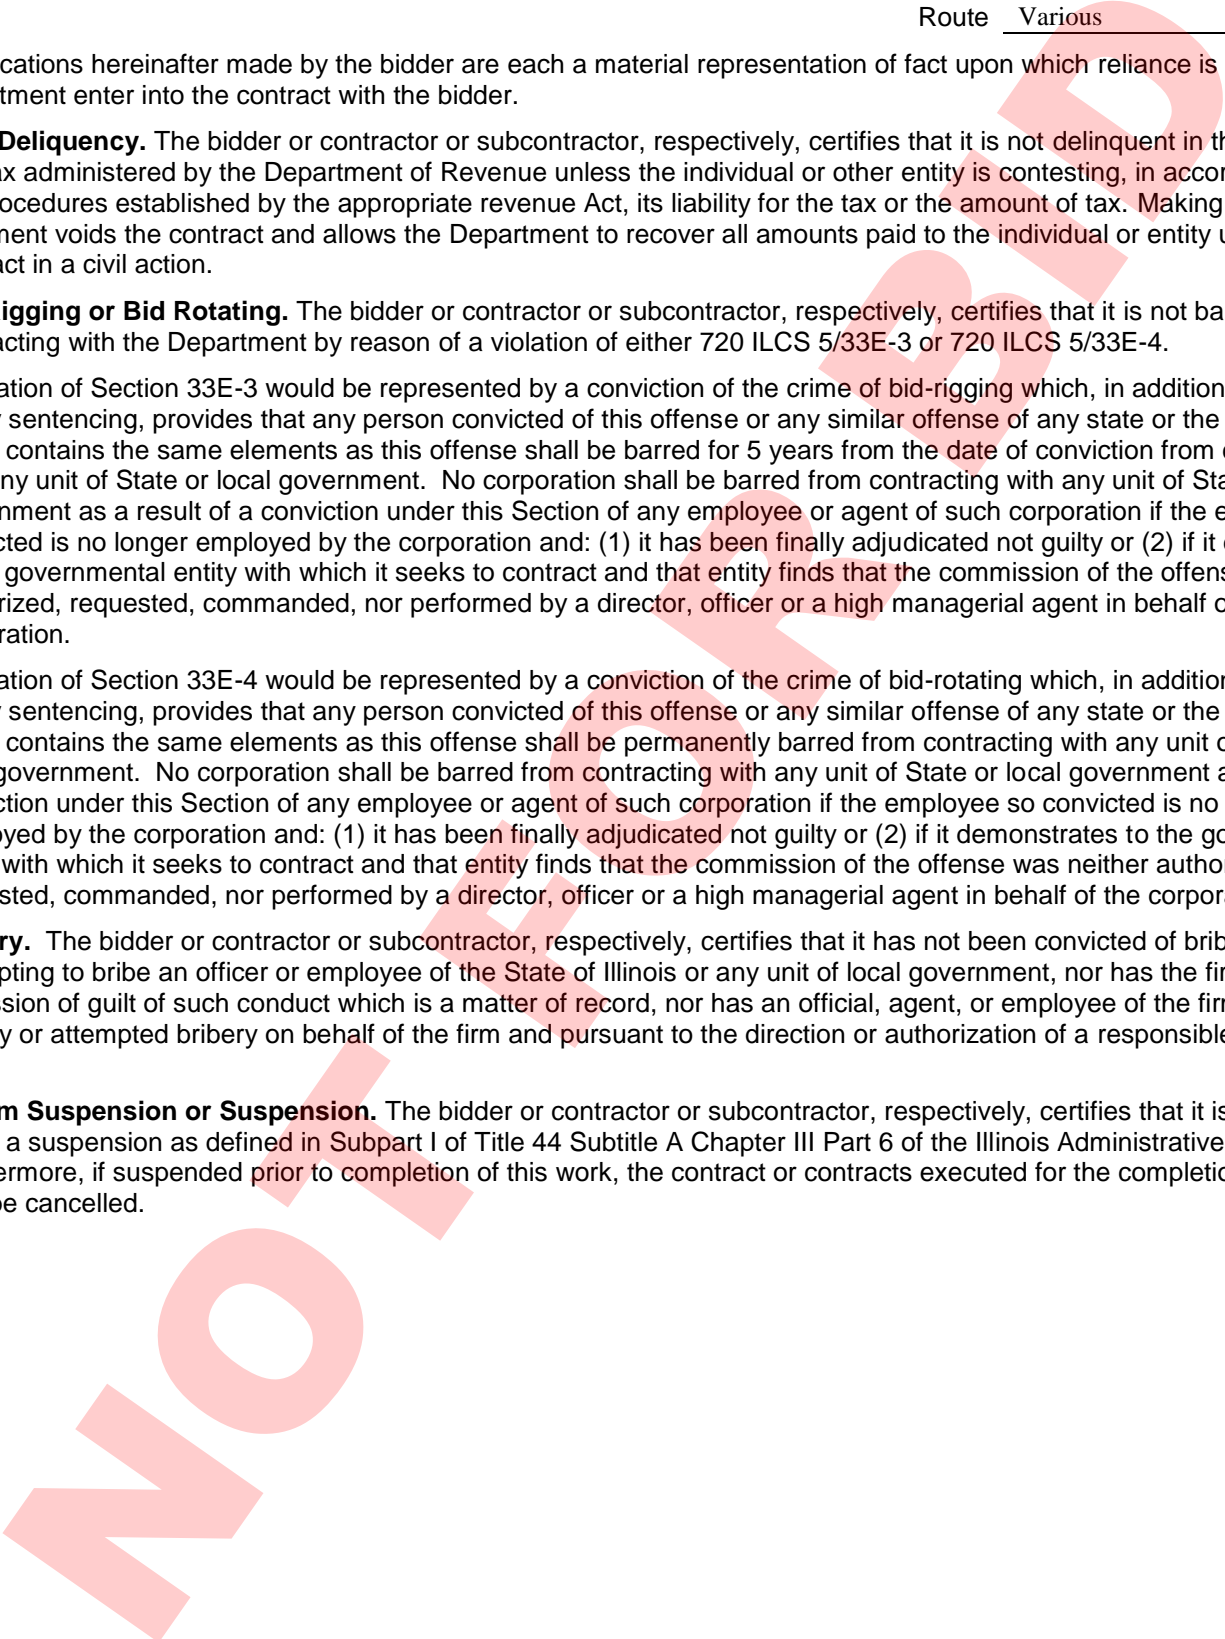 Route Various
cations hereinafter made by the bidder are each a material representation of fact upon which reliance is
tment enter into the contract with the bidder.
Deliquency. The bidder or contractor or subcontractor, respectively, certifies that it is not delinquent in th
ax administered by the Department of Revenue unless the individual or other entity is contesting, in accor
ocedures established by the appropriate revenue Act, its liability for the tax or the amount of tax. Making
ment voids the contract and allows the Department to recover all amounts paid to the individual or entity u
act in a civil action.
igging or Bid Rotating. The bidder or contractor or subcontractor, respectively, certifies that it is not ba
acting with the Department by reason of a violation of either 720 ILCS 5/33E-3 or 720 ILCS 5/33E-4.
ation of Section 33E-3 would be represented by a conviction of the crime of bid-rigging which, in addition
y sentencing, provides that any person convicted of this offense or any similar offense of any state or the
contains the same elements as this offense shall be barred for 5 years from the date of conviction from c
ny unit of State or local government. No corporation shall be barred from contracting with any unit of Sta
nment as a result of a conviction under this Section of any employee or agent of such corporation if the e
cted is no longer employed by the corporation and: (1) it has been finally adjudicated not guilty or (2) if it
governmental entity with which it seeks to contract and that entity finds that the commission of the offens
rized, requested, commanded, nor performed by a director, officer or a high managerial agent in behalf o
ration.
ation of Section 33E-4 would be represented by a conviction of the crime of bid-rotating which, in addition
y sentencing, provides that any person convicted of this offense or any similar offense of any state or the
contains the same elements as this offense shall be permanently barred from contracting with any unit o
government. No corporation shall be barred from contracting with any unit of State or local government a
ction under this Section of any employee or agent of such corporation if the employee so convicted is no
oyed by the corporation and: (1) it has been finally adjudicated not guilty or (2) if it demonstrates to the go
with which it seeks to contract and that entity finds that the commission of the offense was neither author
sted, commanded, nor performed by a director, officer or a high managerial agent in behalf of the corpora
ry. The bidder or contractor or subcontractor, respectively, certifies that it has not been convicted of brib
pting to bribe an officer or employee of the State of Illinois or any unit of local government, nor has the fir
ssion of guilt of such conduct which is a matter of record, nor has an official, agent, or employee of the firm
y or attempted bribery on behalf of the firm and pursuant to the direction or authorization of a responsible
m Suspension or Suspension. The bidder or contractor or subcontractor, respectively, certifies that it is
a suspension as defined in Subpart I of Title 44 Subtitle A Chapter III Part 6 of the Illinois Administrative
ermore, if suspended prior to completion of this work, the contract or contracts executed for the completio
be cancelled.
NOT FOR BID